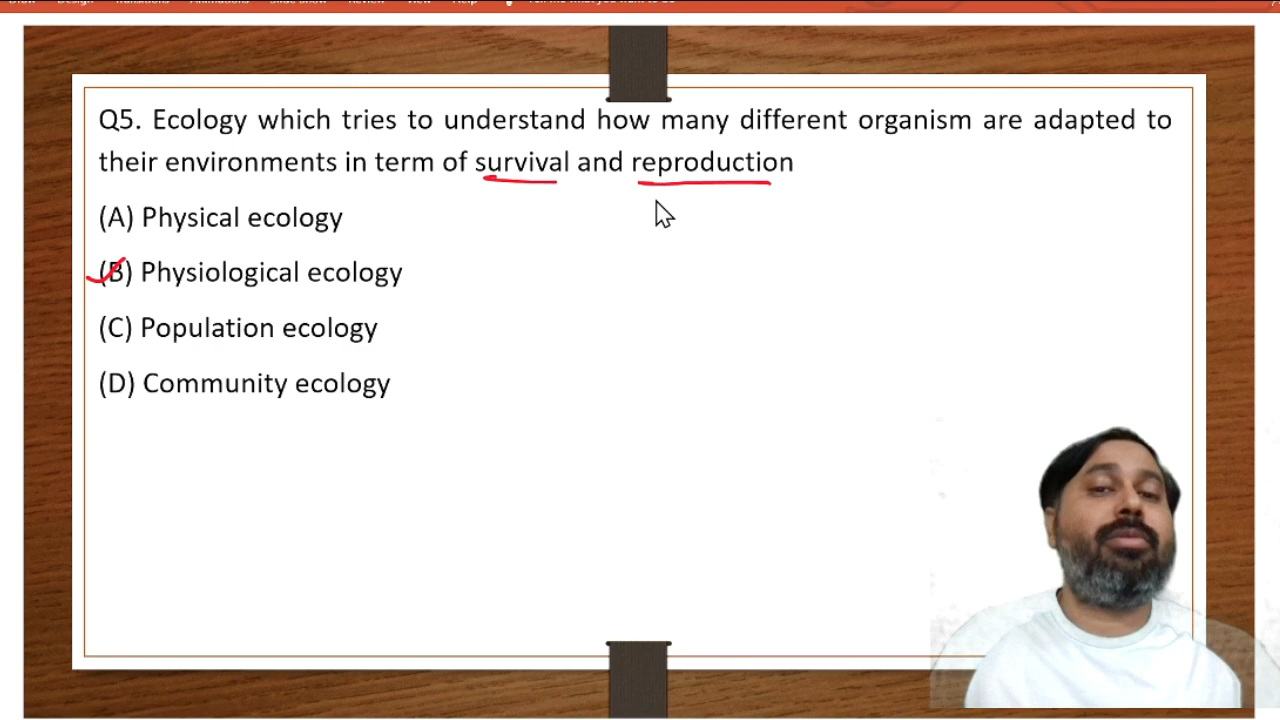 Q5. Ecology which tries to understand how many different organism are adapted to
their environments in term of survival and reproduction
(A) Physical ecology
(B) Physiological ecology
(C) Population ecology
(D) Community ecology